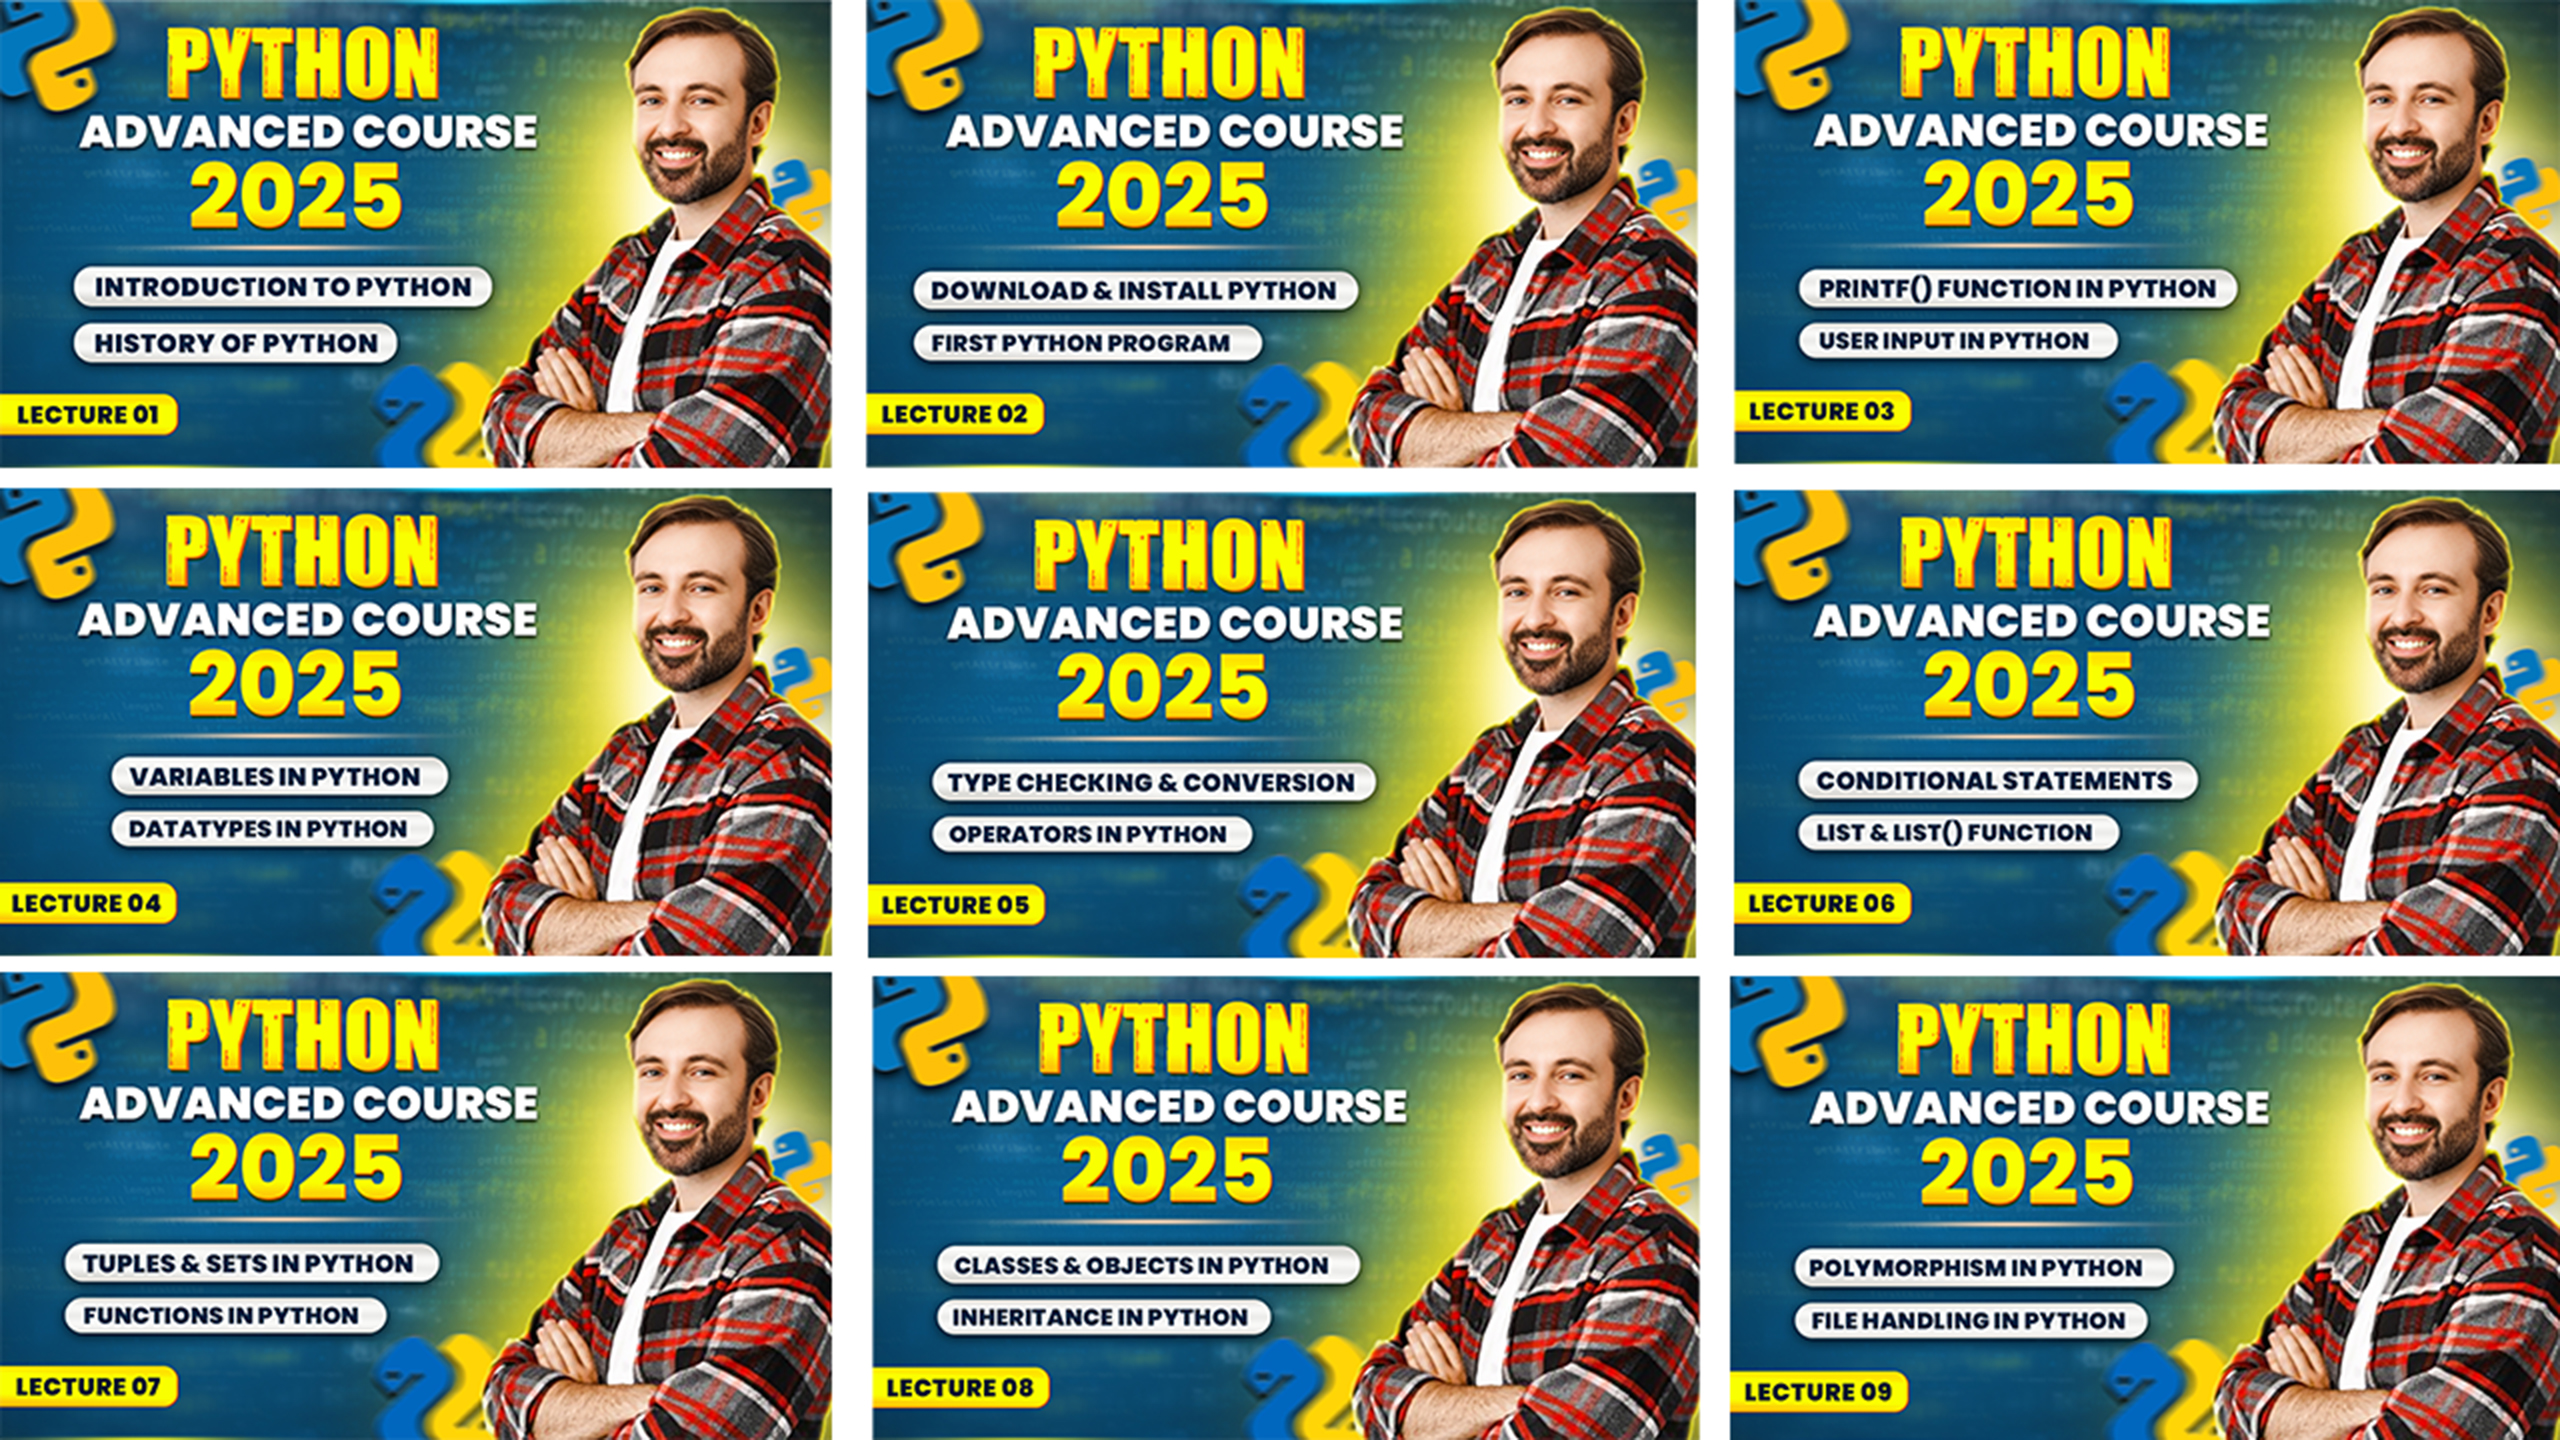 PYTHON
ADVANCED COURSE
2025
INTRODUCTION TO PYTHON
HISTORY OF PYTHON
LECTURE 01
PYTHON
ADVANCED COURSE
2025
DOWNLOAD & INSTALL PYTHON
FIRST PYTHON PROGRAM
LECTURE 02
PYTHON
ADVANCED COURSE
2025
PRINTF() FUNCTION IN PYTHON
USER INPUT IN PYTHON
LECTURE 03
PYTHON
ADVANCED COURSE
2025
VARIABLES IN PYTHON
DATATYPES IN PYTHON
LECTURE 04
PYTHON
ADVANCED COURSE
2025
TYPE CHECKING & CONVERSION
OPERATORS IN PYTHON
LECTURE 05
PYTHON
ADVANCED COURSE
2025
CONDITIONAL STATEMENTS
LIST & LIST() FUNCTION
LECTURE 06
PYTHON
ADVANCED COURSE
2025
TUPLES & SETS IN PYTHON
FUNCTIONS IN PYTHON
LECTURE 07
PYTHON
ADVANCED COURSE
2025
CLASSES & OBJECTS IN PYTHON
INHERITANCE IN PYTHON
LECTURE 08
PYTHON
ADVANCED COURSE
2025
POLYMORPHISM IN PYTHON
FILE HANDLING IN PYTHON
LECTURE 09